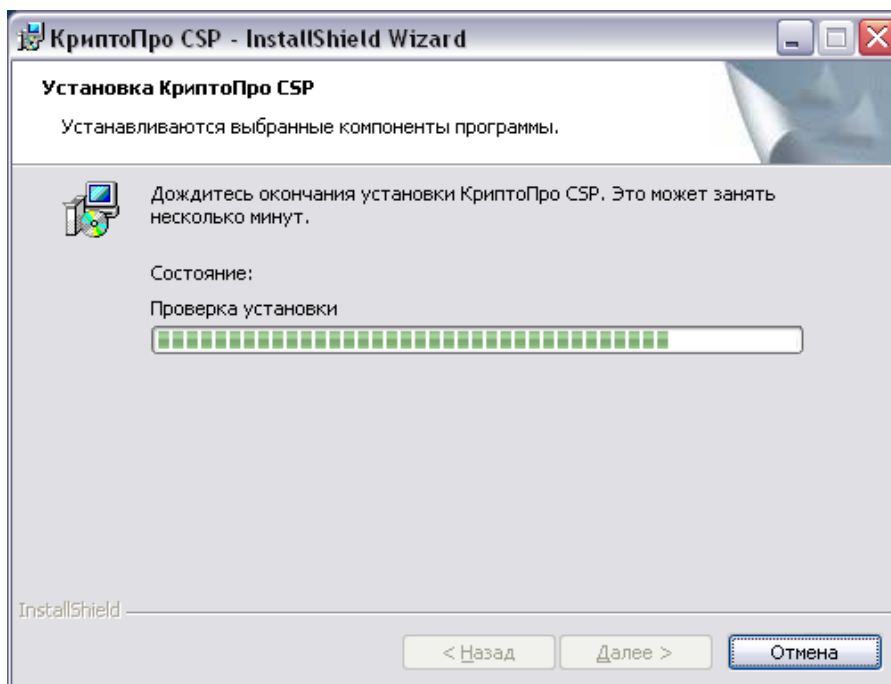 КриптоПро CSP - InstallShield Wizard
Установка КриптоПро CSP
Устанавливаются выбранные компоненты программы.
Дождитесь окончания установки КриптоПро CSP. Это может занять
несколько минут.
Состояние:
Проверка установки
InstallShield
< Назад
Далее >
Отмена